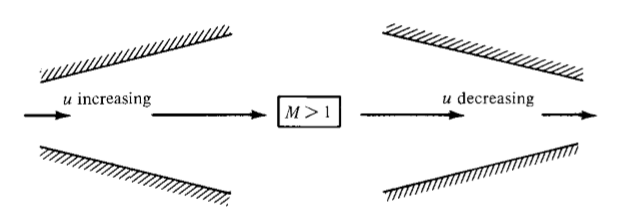 u increasing
M > 1
u decreasing